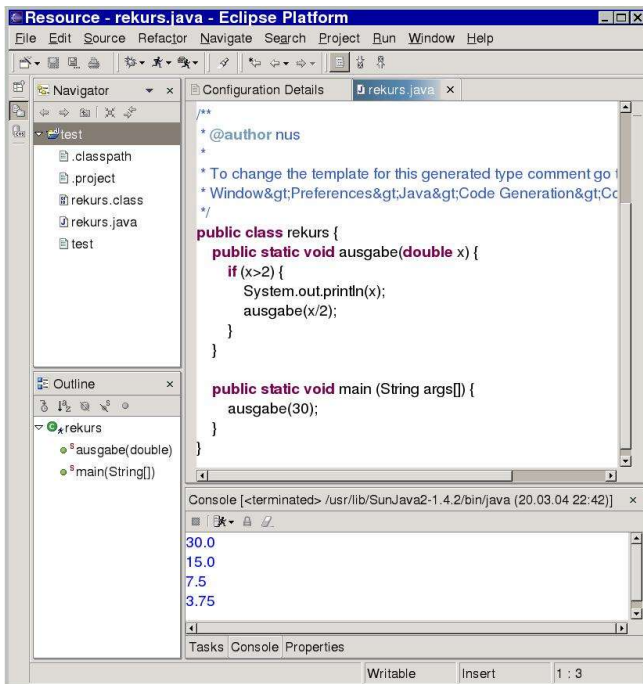 Resource - rekurs.java - Eclipse Platform
File Edit Source Refactor Navigate Search Project Run Window Help
Navigator
test
.classpath
.project
rekurs.class
rekurs.java
test
Outline
rekurs
ausgabe(double)
main(String[])
Configuration Details
rekurs.java
/**
* @author nus
*
* To change the template for this generated type comment go
* Window&gt;Preferences&gt;Java&gt;Code Generation&gt;
*/
public class rekurs {
public static void ausgabe(double x) {
if (x>2) {
System.out.println(x);
ausgabe(x/2);
}
}
public static void main (String args[]) {
ausgabe(30);
}
}
Console [<terminated> /usr/lib/SunJava2-1.4.2/bin/java (20.03.04 22:42)]
30.0
15.0
7.5
3.75
Tasks Console Properties
Writable Insert 1 : 3